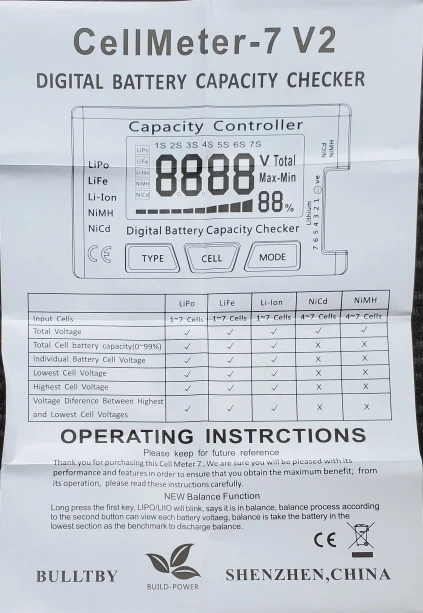 CellMeter-7 V2
DIGITAL BATTERY CAPACITY CHECKER
Capacity Controller
1S 2S 3S 4S 5S 6S 7S
LiPo
LiFe
Li-Ion
NiMH
NiCd
LiPo
LiFe
Li-Ion
NiMH
NiCd
8888 V Total
Max-Min
88%
NiCd
NiMH
Lithium 7 6 5 4 3 2 1 ve
Digital Battery Capacity Checker
CE
TYPE CELL MODE
LiPo LiFe Li-Ion NiCd NiMH
Input Cells 1~7 Cells 1~7 Cells 1~7 Cells 4~7 Cells 4~7 Cells
Total Voltage ✓ ✓ ✓ ✓ ✓
Total Cell battery capacity(0~99%) ✓ ✓ ✓ X X
Individual Battery Cell Voltage ✓ ✓ ✓ X X
Lowest Cell Voltage ✓ ✓ ✓ X X
Highest Cell Voltage ✓ ✓ ✓ X X
Voltage Diference Between Highest
and Lowest Cell Voltages ✓ ✓ ✓ X X
OPERATING INSTRCTIONS
Please keep for future reference
Thank you for purchasing this Cell Meter 7. We are sure you will be pleased with its
performance and features in order to ensure that you obtain the maximum benefit; from
its operation, please read these instructions carefully.
NEW Balance Function
Long press the first key, LIPO/LIIO will blink, says it is in balance, balance process according
to the second button can view each battery voltaeg, balance is take the battery in the
lowest section as the benchmark to discharge balance.
CE
BULLTBY
BUILD-POWER
SHENZHEN,CHINA